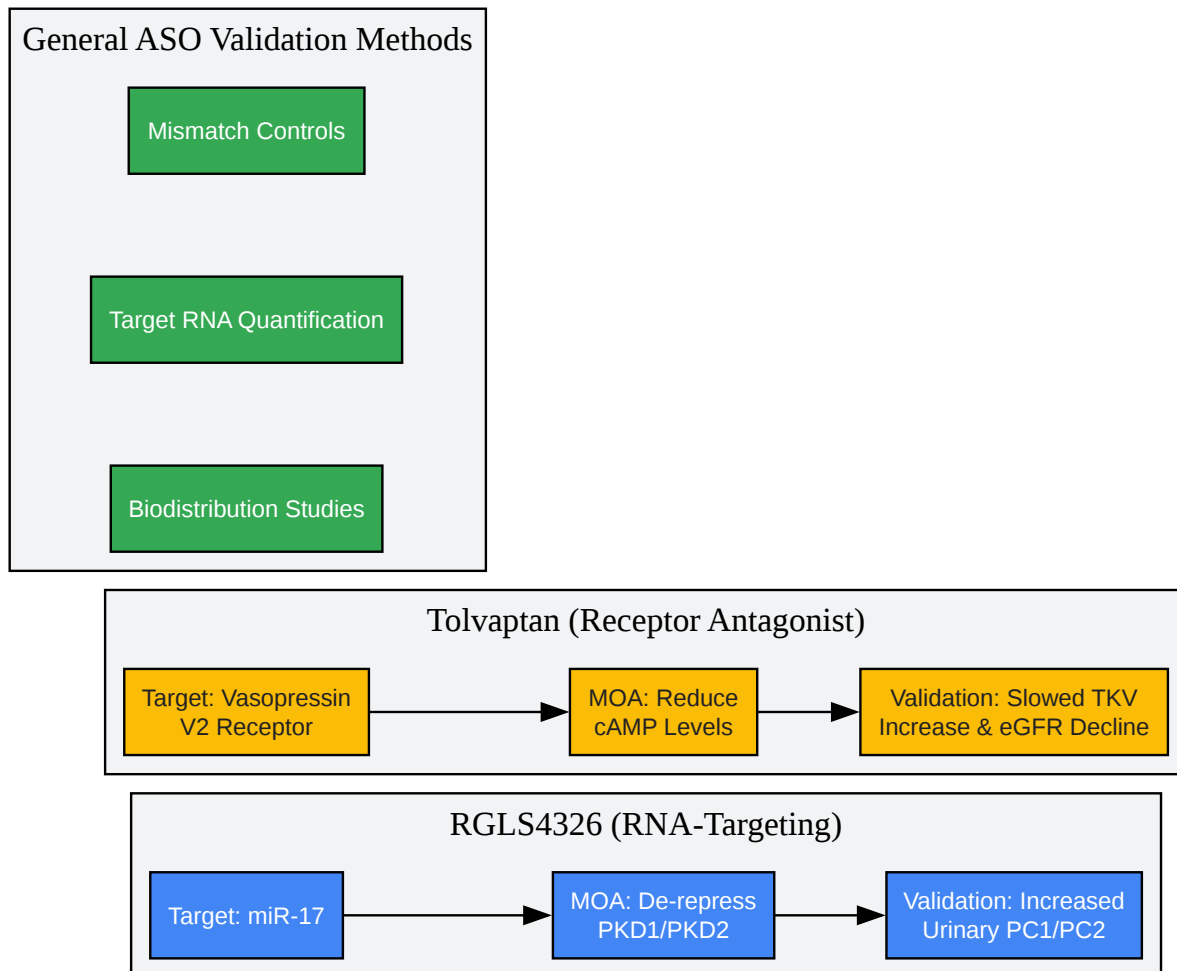 General ASO Validation Methods
Mismatch Controls
Target RNA Quantification
Biodistribution Studies
Tolvaptan (Receptor Antagonist)
Target: Vasopressin
V2 Receptor
MOA: Reduce
cAMP Levels
Validation: Slowed TKV
Increase & eGFR Decline
RGLS4326 (RNA-Targeting)
Target: miR-17
MOA: De-repress
PKD1/PKD2
Validation: Increased
Urinary PC1/PC2